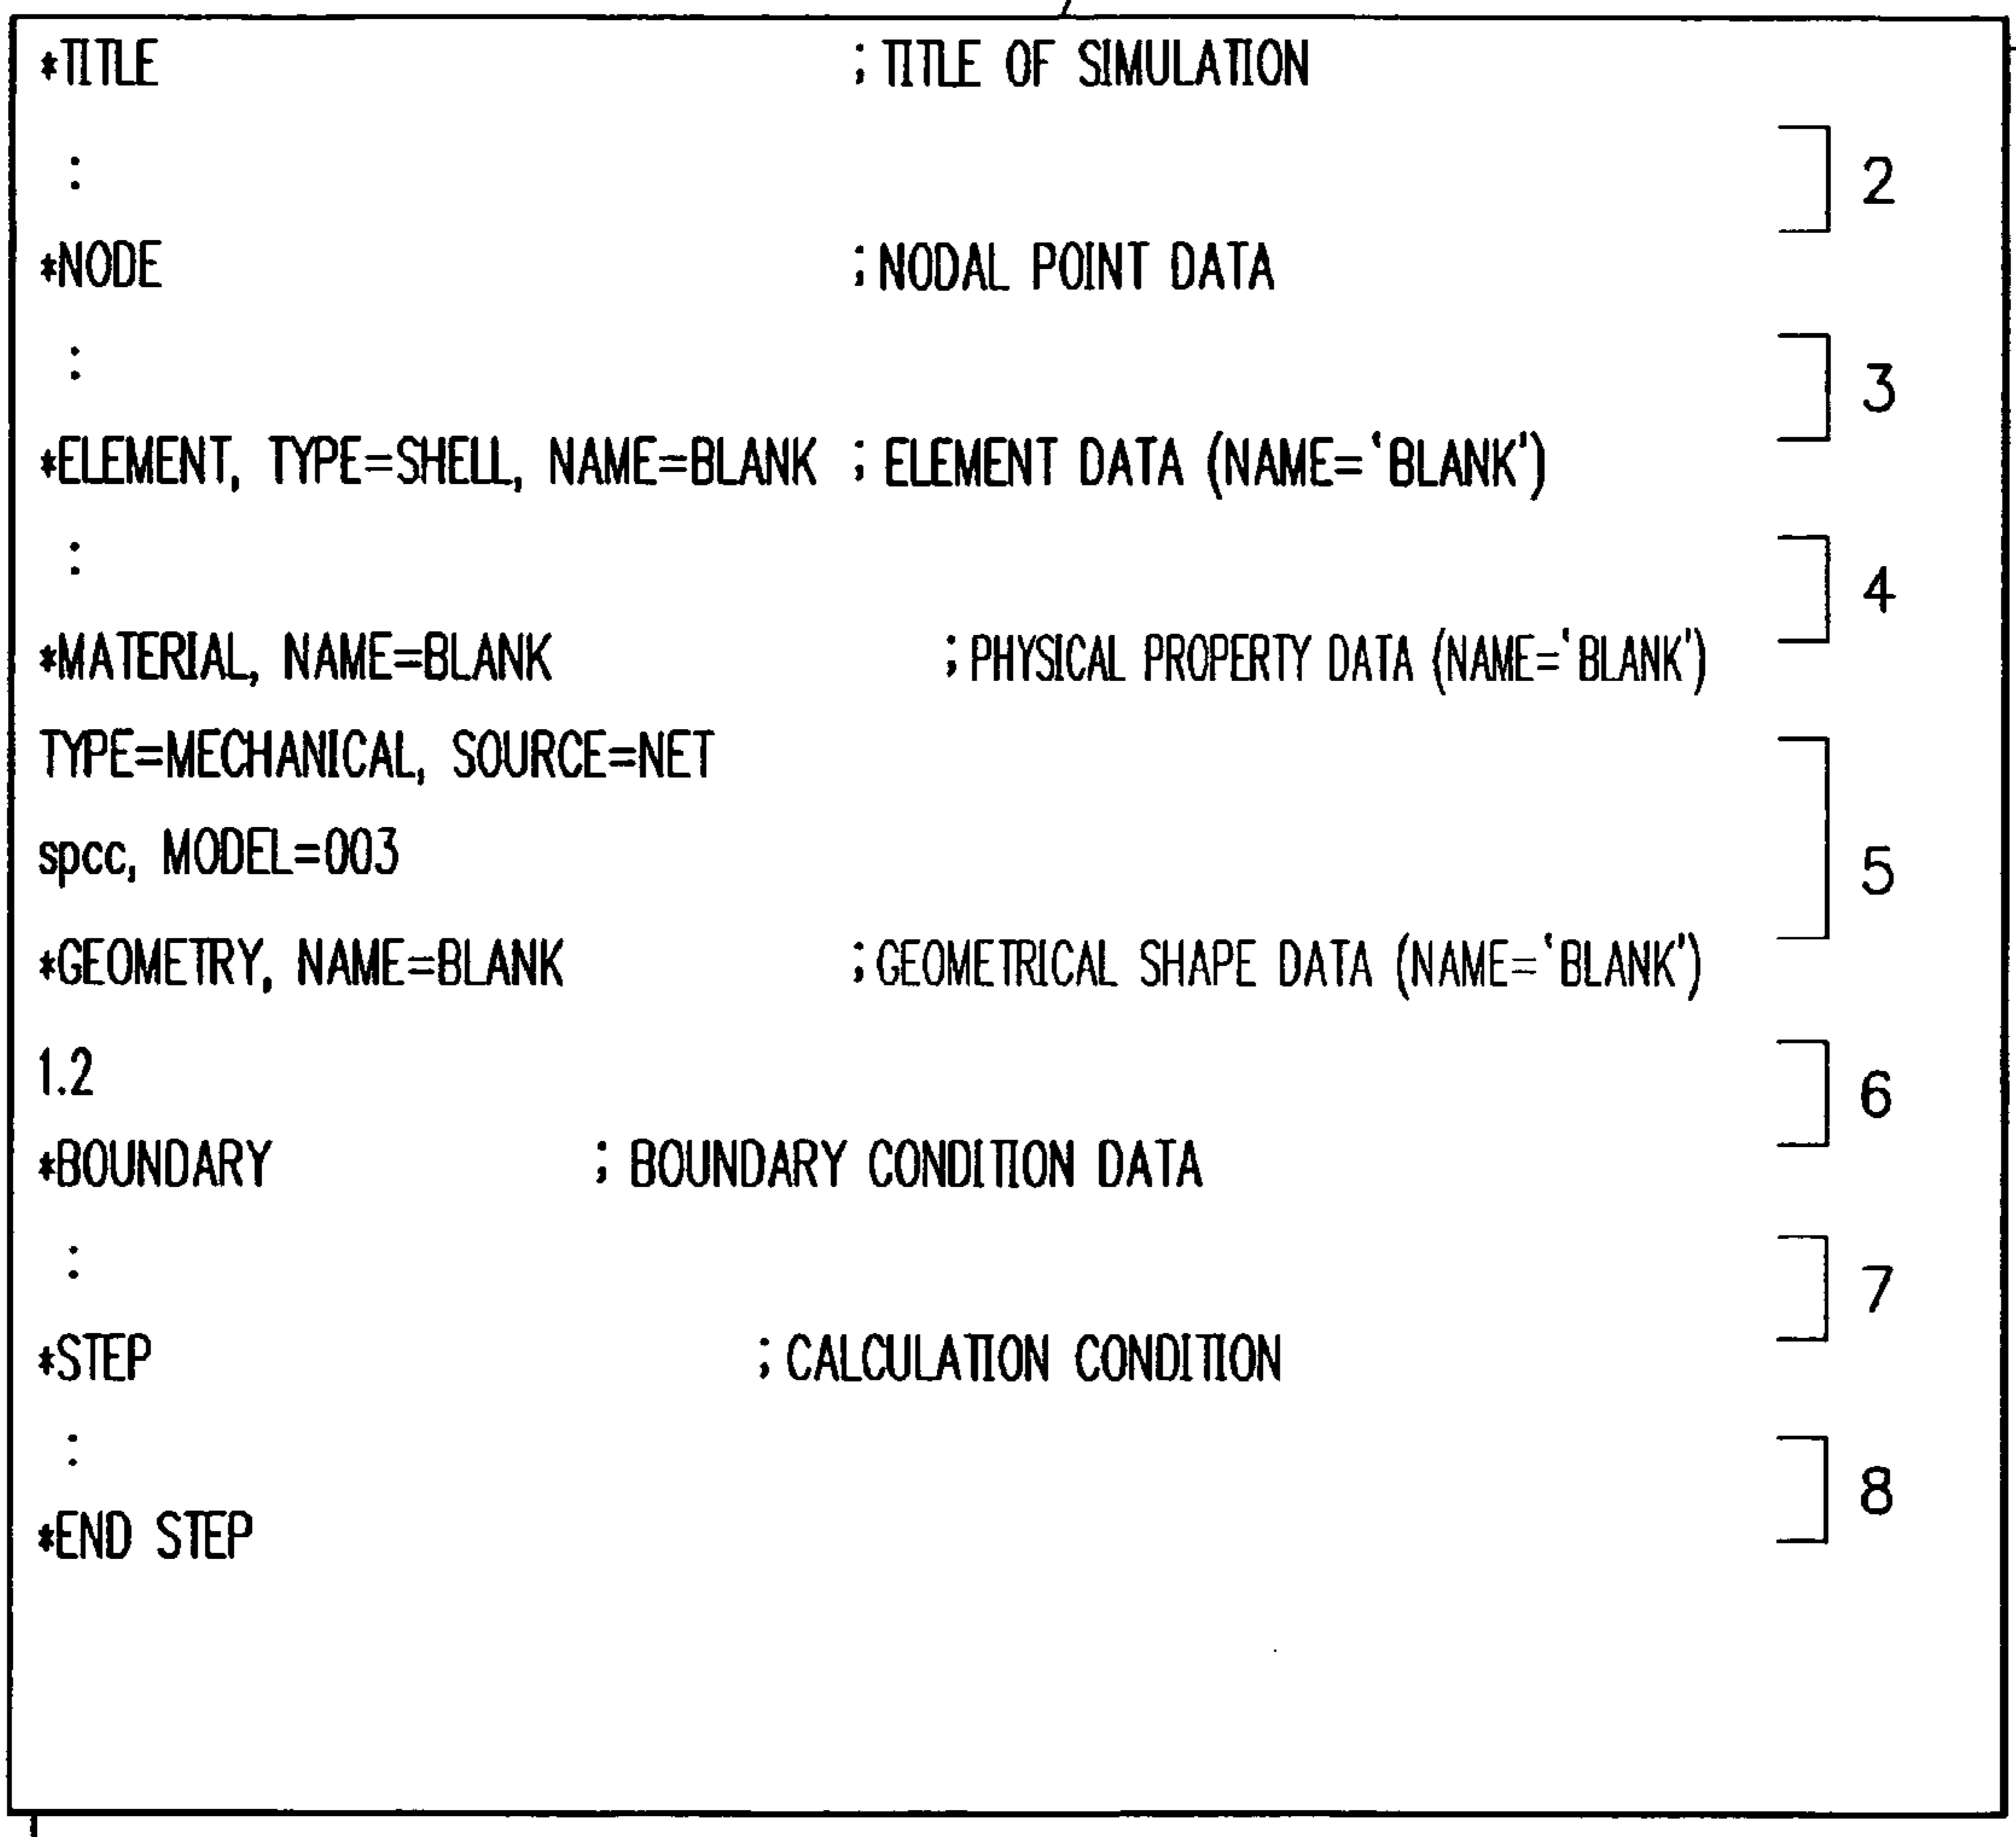 *TITLE ; TITLE OF SIMULATION
: 2
*NODE ; NODAL POINT DATA
: 3
*ELEMENT, TYPE=SHELL, NAME=BLANK ; ELEMENT DATA (NAME=‘BLANK’)
: 4
*MATERIAL, NAME=BLANK ; PHYSICAL PROPERTY DATA (NAME=‘BLANK’)
TYPE=MECHANICAL, SOURCE=NET
spcc, MODEL=003 5
*GEOMETRY, NAME=BLANK ; GEOMETRICAL SHAPE DATA (NAME=‘BLANK’)
1.2 6
*BOUNDARY ; BOUNDARY CONDITION DATA
: 7
*STEP ; CALCULATION CONDITION
: 8
*END STEP